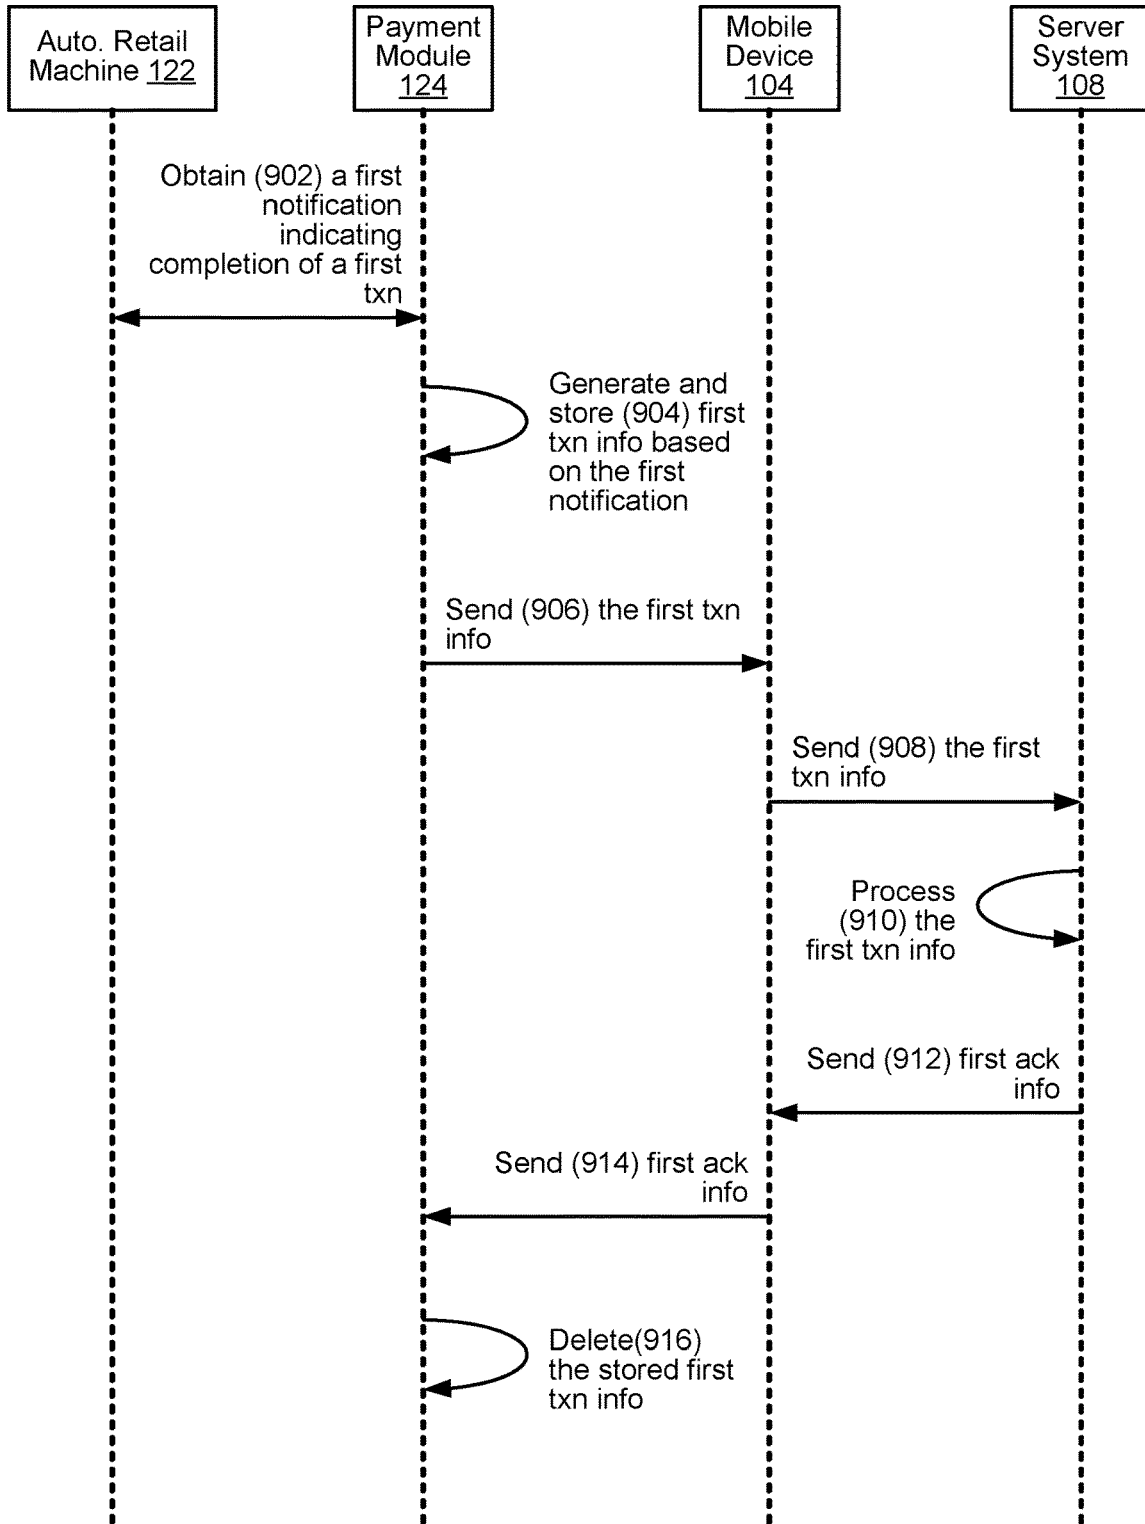 Auto. Retail
Machine 122
Payment
Module
124
Mobile
Device
104
Server
System
108
Obtain (902) a first
notification
indicating
completion of a first
txn
Generate and
store (904) first
txn info based
on the first
notification
Send (906) the first txn
info
Send (908) the first
txn info
Process
(910) the
first txn info
Send (912) first ack
info
Send (914) first ack
info
Delete(916)
the stored first
txn info